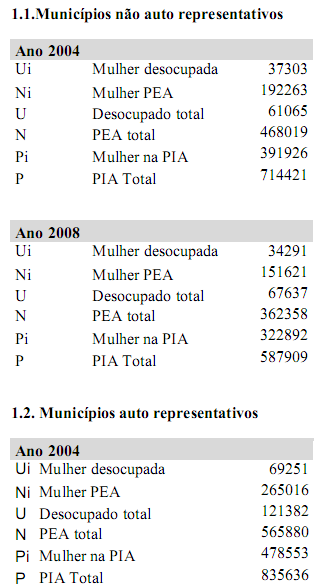 1.1.Municípios não auto representativos
Ano 2004
Ui Mulher desocupada 37303
Ni Mulher PEA 192263
U Desocupado total 61065
N PEA total 468019
Pi Mulher na PIA 391926
P PIA Total 714421
Ano 2008
Ui Mulher desocupada 34291
Ni Mulher PEA 151621
U Desocupado total 67637
N PEA total 362358
Pi Mulher na PIA 322892
P PIA Total 587909
1.2. Municípios auto representativos
Ano 2004
Ui Mulher desocupada 69251
Ni Mulher PEA 265016
U Desocupado total 121382
N PEA total 565880
Pi Mulher na PIA 478553
P PIA Total 835636